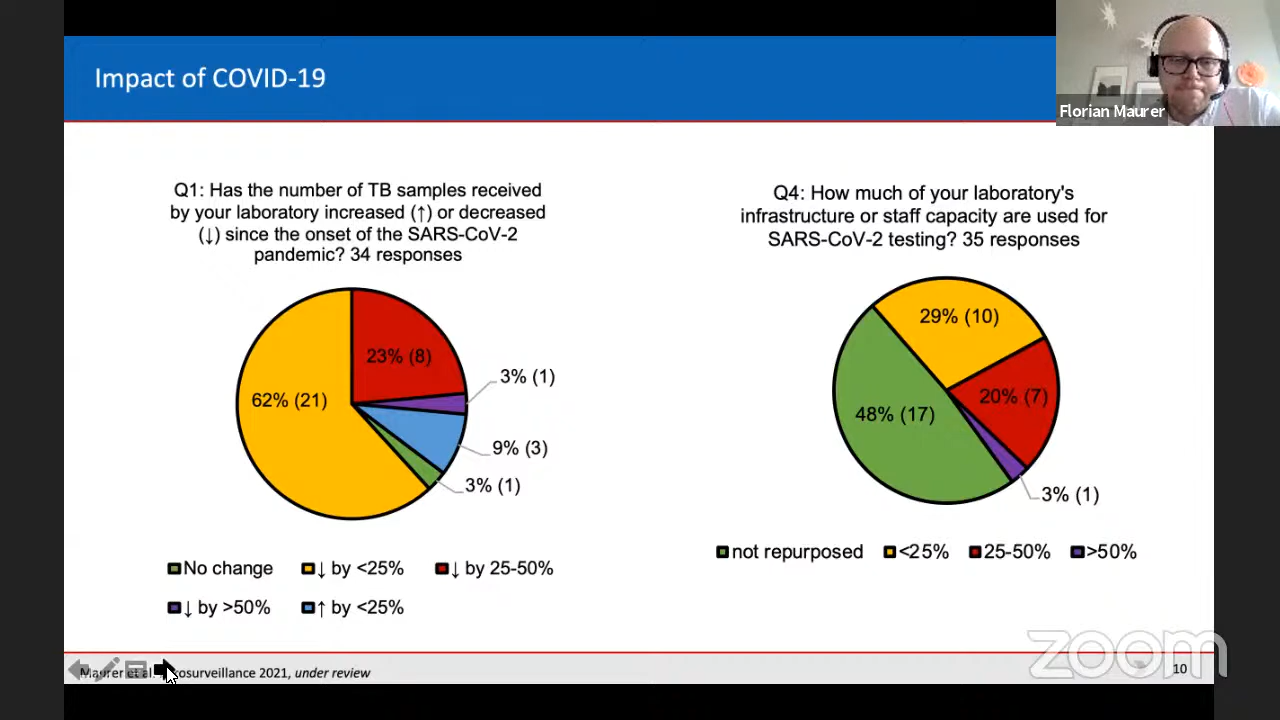 Impact of COVID-19
Florian Maurer
Q1: Has the number of TB samples received
by your laboratory increased (↑) or decreased
(↓) since the onset of the SARS-CoV-2
pandemic? 34 responses
23% (8)
3% (1)
9% (3)
3% (1)
62% (21)
No change
↓ by <25%
↓ by 25-50%
↓ by >50%
↑ by <25%
Q4: How much of your laboratory's
infrastructure or staff capacity are used for
SARS-CoV-2 testing? 35 responses
29% (10)
20% (7)
48% (17)
3% (1)
not repurposed
<25%
25-50%
>50%
Maurer et al. rosurveillance 2021, under review
zoom
10